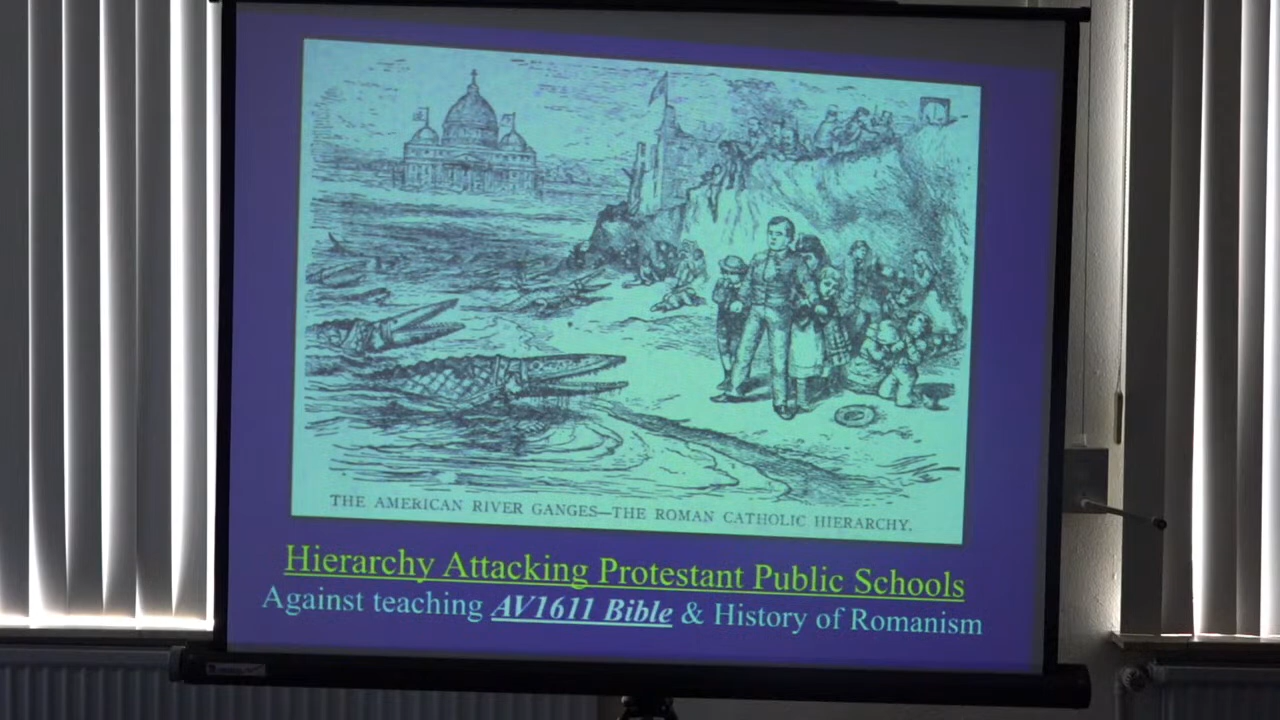 THE AMERICAN RIVER GANGES—THE ROMAN CATHOLIC HIERARCHY.
Hierarchy Attacking Protestant Public Schools
Against teaching AV1611 Bible & History of Romanism